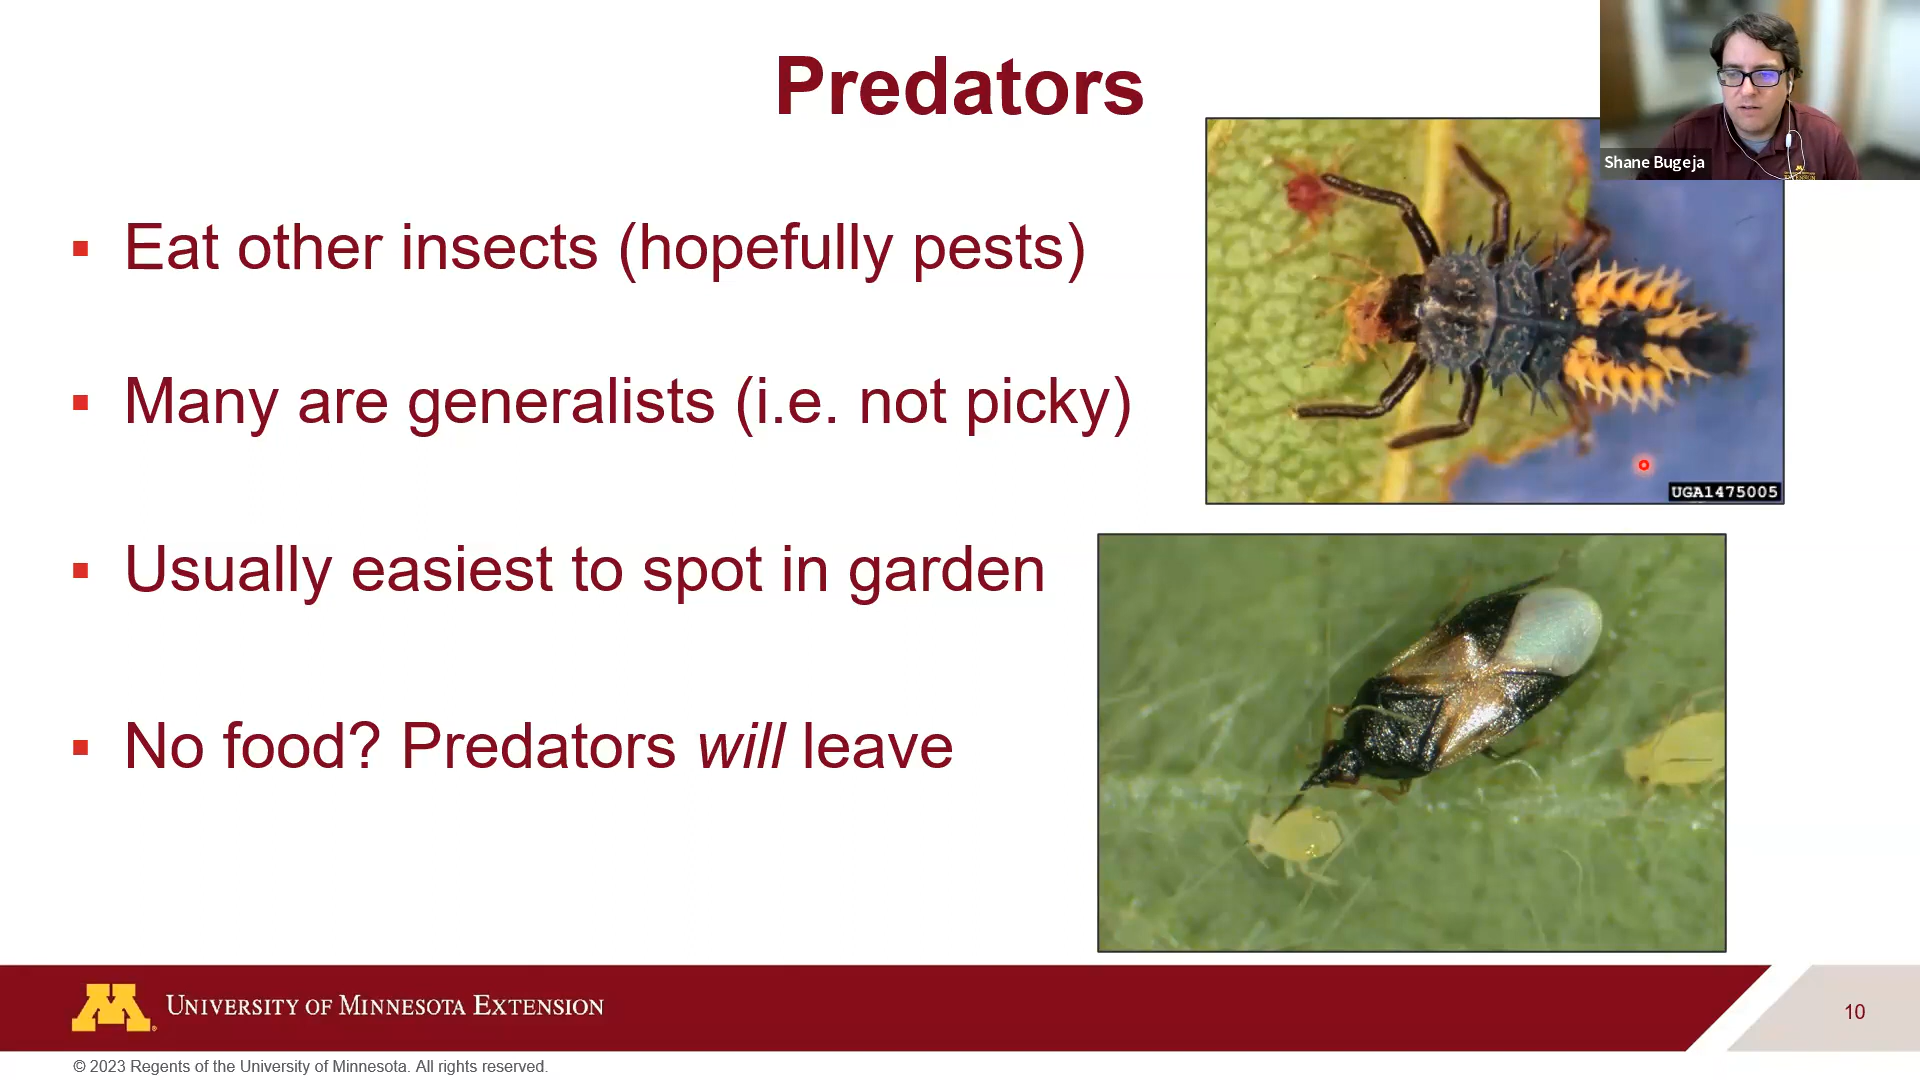 Predators
Shane Bugeja
▪ Eat other insects (hopefully pests)
▪ Many are generalists (i.e. not picky)
▪ Usually easiest to spot in garden
▪ No food? Predators will leave
UGA1475005
UNIVERSITY OF MINNESOTA EXTENSION
10
© 2023 Regents of the University of Minnesota. All rights reserved.